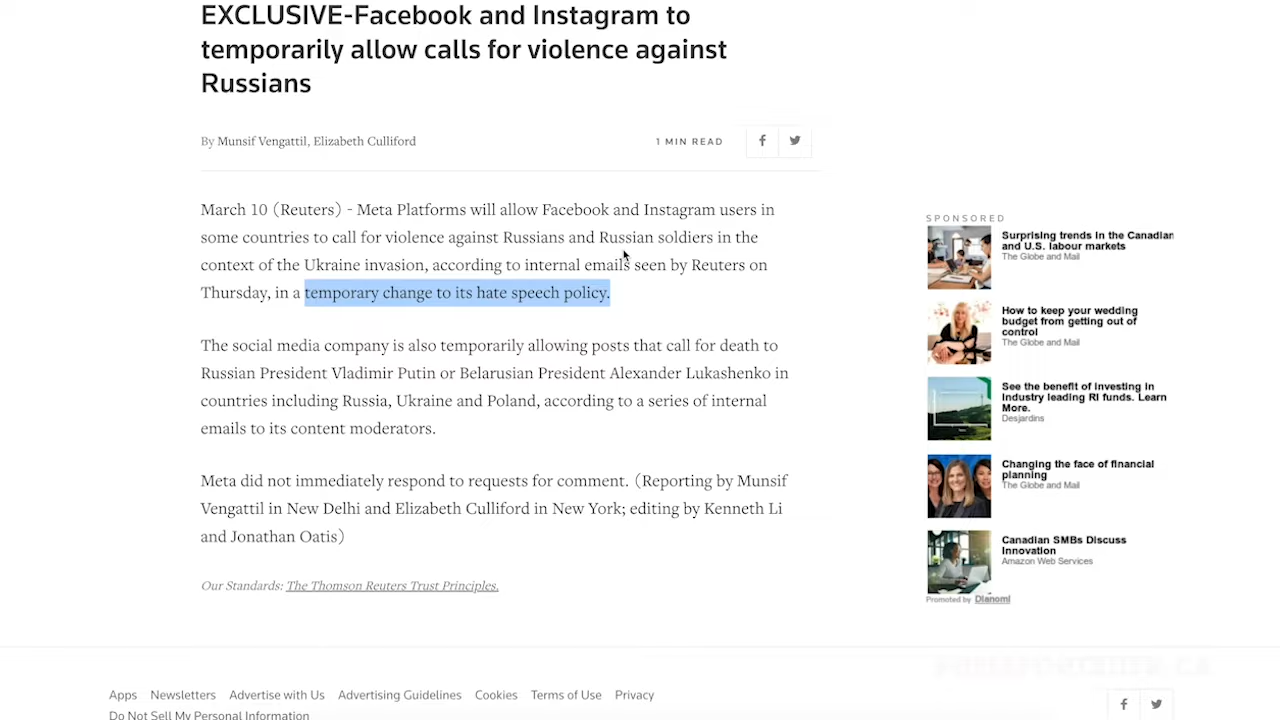 EXCLUSIVE-Facebook and Instagram to
temporarily allow calls for violence against
Russians
By Munsif Vengattil, Elizabeth Culliford
1 MIN READ
March 10 (Reuters) - Meta Platforms will allow Facebook and Instagram users in
some countries to call for violence against Russians and Russian soldiers in the
context of the Ukraine invasion, according to internal emails seen by Reuters on
Thursday, in a temporary change to its hate speech policy.
The social media company is also temporarily allowing posts that call for death to
Russian President Vladimir Putin or Belarusian President Alexander Lukashenko in
countries including Russia, Ukraine and Poland, according to a series of internal
emails to its content moderators.
Meta did not immediately respond to requests for comment. (Reporting by Munsif
Vengattil in New Delhi and Elizabeth Culliford in New York; editing by Kenneth Li
and Jonathan Oatis)
Our Standards: The Thomson Reuters Trust Principles.
SPONSORED
Surprising trends in the Canadian
and U.S. labour markets
The Globe and Mail
How to keep your wedding
budget from getting out of
control
The Globe and Mail
See the benefit of investing in
Industry leading RI funds. Learn
More.
Desjardins
Changing the face of financial
planning
The Globe and Mail
Canadian SMBs Discuss
Innovation
Amazon Web Services
Promoted by Dianomi
Apps Newsletters Advertise with Us Advertising Guidelines Cookies Terms of Use Privacy
Do Not Sell My Personal Information